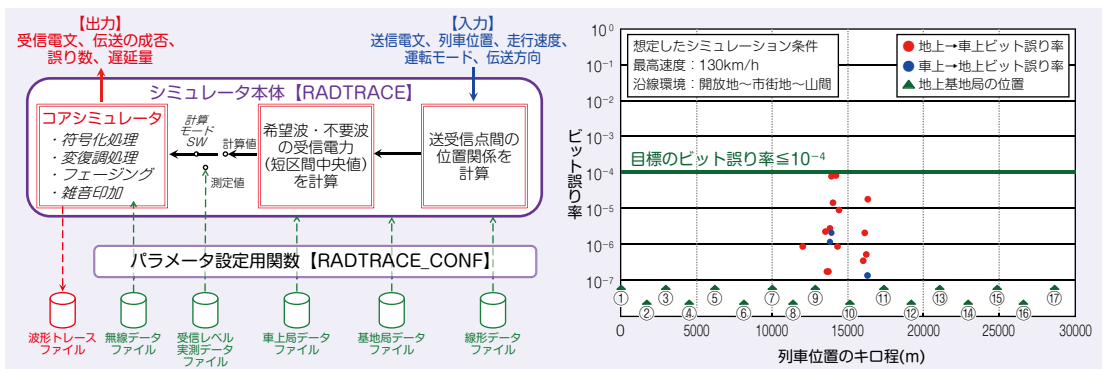 【出力】
受信電文、伝送の成否、
誤り数、遅延量
【入力】
送信電文、列車位置、走行速度、
運転モード、伝送方向
シミュレータ本体【RADTRACE】
コアシミュレータ
・符号化処理
・変復調処理
・フェージング
・雑音印加
計算
モード
SW
計算値
測定値
希望波・不要波
の受信電力
(短区間中央値)
を計算
送受信点間の
位置関係を
計算
パラメータ設定用関数【RADTRACE_CONF】
波形トレース
ファイル
無線データ
ファイル
受信レベル
実測データ
ファイル
車上局データ
ファイル
基地局データ
ファイル
線形データ
ファイル
ビット誤り率
10⁰
10⁻¹
10⁻²
10⁻³
10⁻⁴
10⁻⁵
10⁻⁶
10⁻⁷
想定したシミュレーション条件
最高速度：130km/h
沿線環境：開放地～市街地～山間
地上→車上ビット誤り率
車上→地上ビット誤り率
地上基地局の位置
目標のビット誤り率≦10⁻⁴
① ② ③ ④ ⑤ ⑥ ⑦ ⑧ ⑨ ⑩ ⑪ ⑫ ⑬ ⑭ ⑮ ⑯ ⑰
0 5000 10000 15000 20000 25000 30000
列車位置のキロ程(m)